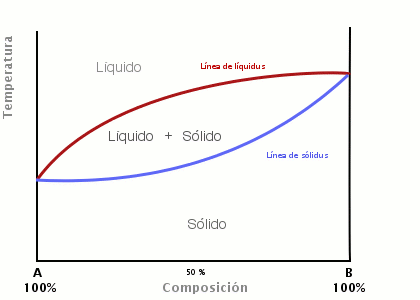 Temperatura
Líquido
Línea de líquidus
Líquido + Sólido
Línea de sólidus
Sólido
A 50 % B
100% Composición 100%